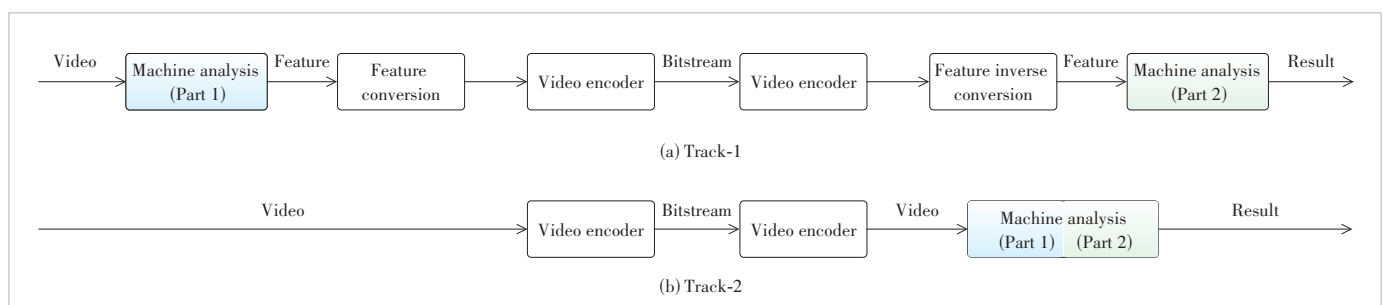 Video
Machine analysis
(Part 1)
Feature
Feature
conversion
Video encoder
Bitstream
Video encoder
Feature inverse
conversion
Feature
Machine analysis
(Part 2)
Result
(a) Track-1
Video
Video encoder
Bitstream
Video encoder
Video
Machine analysis
(Part 1) (Part 2)
Result
(b) Track-2